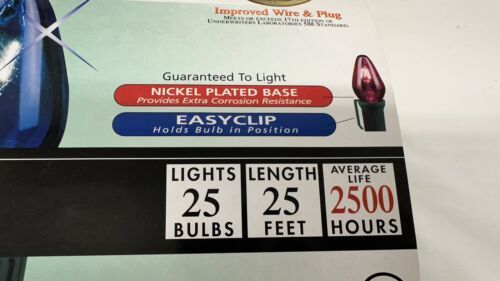 Improved Wire & Plug
Meets or exceeds 17th edition of
Underwriters Laboratories 588 Standard.
Guaranteed To Light
NICKEL PLATED BASE
Provides Extra Corrosion Resistance
EASYCLIP
Holds Bulb in Position
LIGHTS
25
BULBS
LENGTH
25
FEET
AVERAGE
LIFE
2500
HOURS